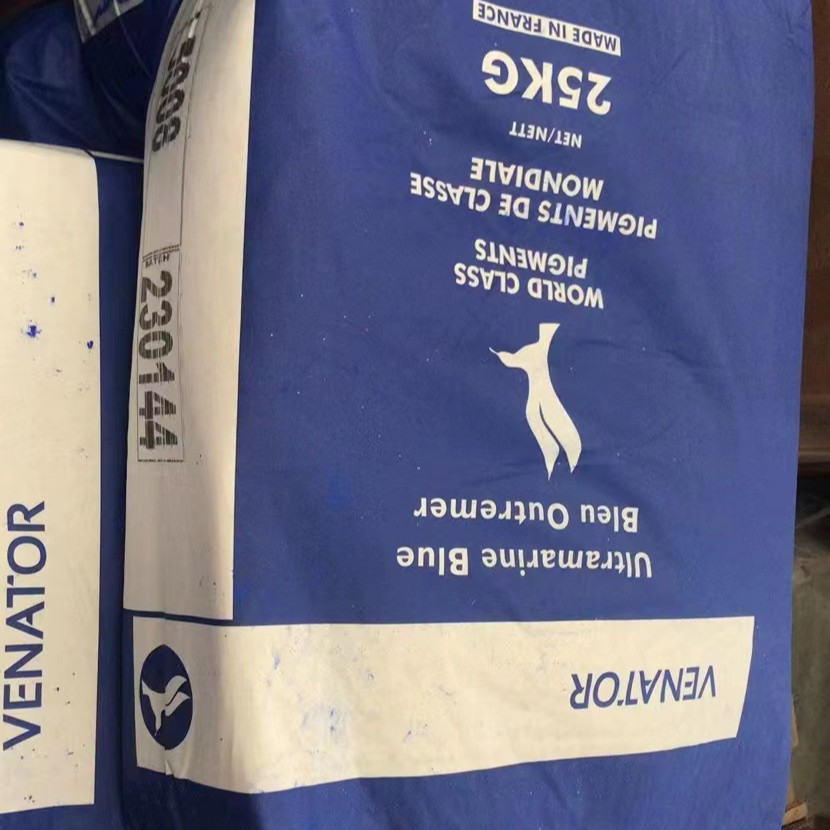 VENATOR
Ultramarine Blue
Bleu Outremer
WORLD CLASS
PIGMENTS
PIGMENTS DE CLASSE
MONDIALE
NET/NETT
25KG
MADE IN FRANCE
230144
VENATOR